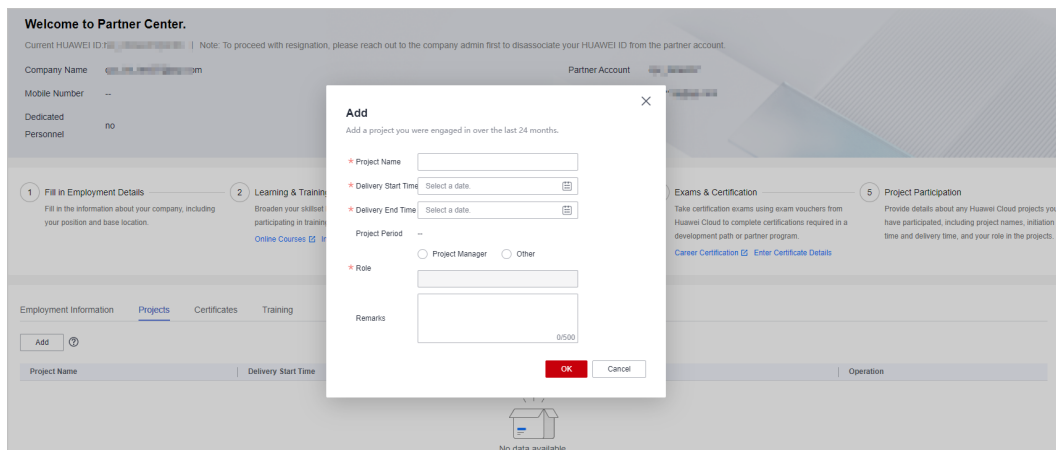 Welcome to Partner Center.
Current HUAWEI ID: | Note: To proceed with resignation, please reach out to the company admin first to disassociate your HUAWEI ID from the partner account.
Company Name Partner Account
Mobile Number --
Dedicated
Personnel no
Add
Add a project you were engaged in over the last 24 months.
* Project Name
* Delivery Start Time Select a date.
* Delivery End Time Select a date.
Project Period --
Project Manager Other
* Role
Remarks
0/500
OK Cancel
1 Fill in Employment Details
Fill in the information about your company, including
your position and base location.
2 Learning & Training
Broaden your skillset
participating in training
Online Courses
Exams & Certification
Take certification exams using exam vouchers from
Huawei Cloud to complete certifications required in a
development path or partner program.
Career Certification Enter Certificate Details
5 Project Participation
Provide details about any Huawei Cloud projects you
have participated, including project names, initiation
time and delivery time, and your role in the projects.
Employment Information Projects Certificates Training
Add
Project Name Delivery Start Time Operation
No data available